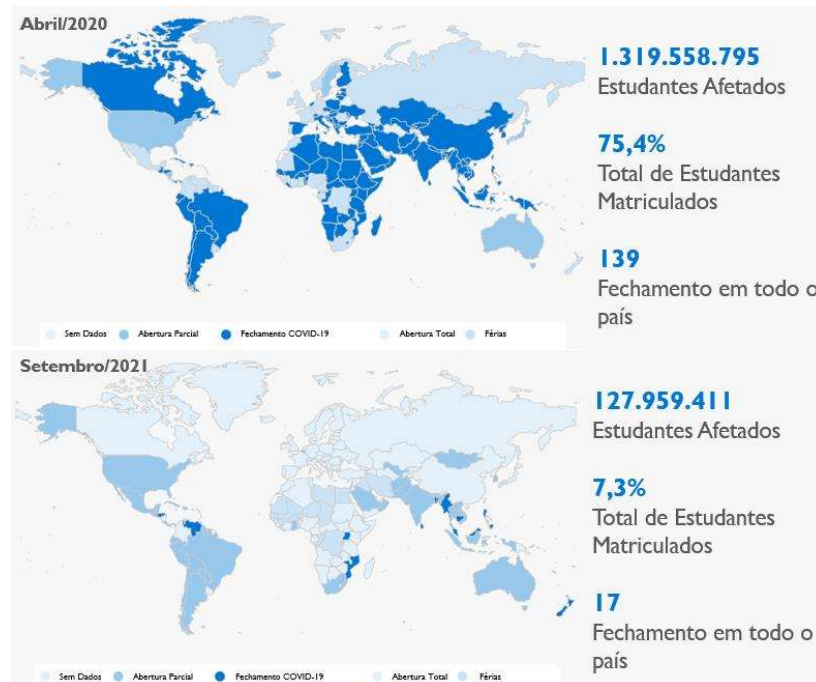 Abril/2020
1.319.558.795
Estudantes Afetados
75,4%
Total de Estudantes
Matriculados
139
Fechamento em todo o
país
Sem Dados Abertura Parcial Fechamento COVID-19 Abertura Total Férias
Setembro/2021
127.959.411
Estudantes Afetados
7,3%
Total de Estudantes
Matriculados
17
Fechamento em todo o
país
Sem Dados Abertura Parcial Fechamento COVID-19 Abertura Total Férias